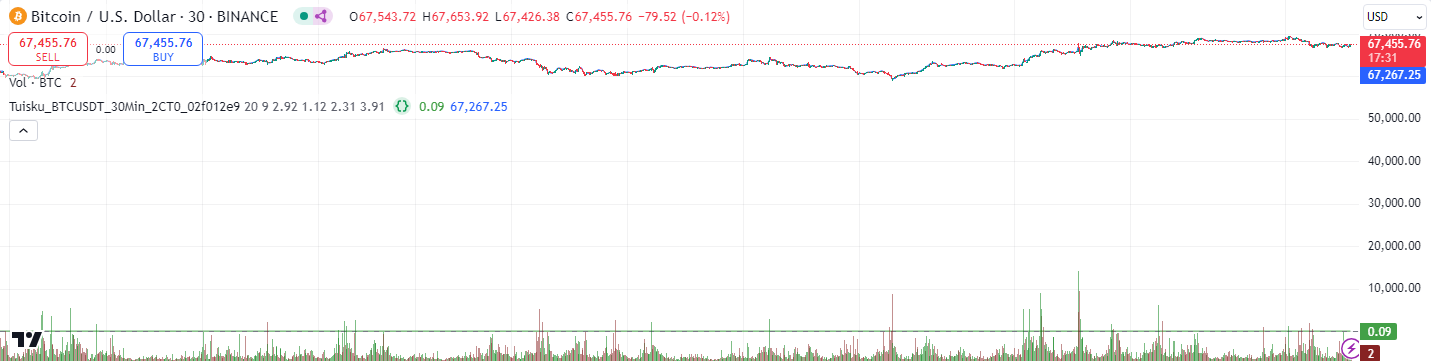 Bitcoin / U.S. Dollar · 30 · BINANCE O67,543.72 H67,653.92 L67,426.38 C67,455.76 −79.52 (−0.12%)
USD
67,455.76
SELL
0.00
67,455.76
BUY
Vol · BTC 2
Tuisku_BTCUSDT_30Min_2CT0_02f012e9 20 9 2.92 1.12 2.31 3.91 {} 0.09 67,267.25
67,455.76
17:31
67,267.25
50,000.00
40,000.00
30,000.00
20,000.00
10,000.00
0.09
2